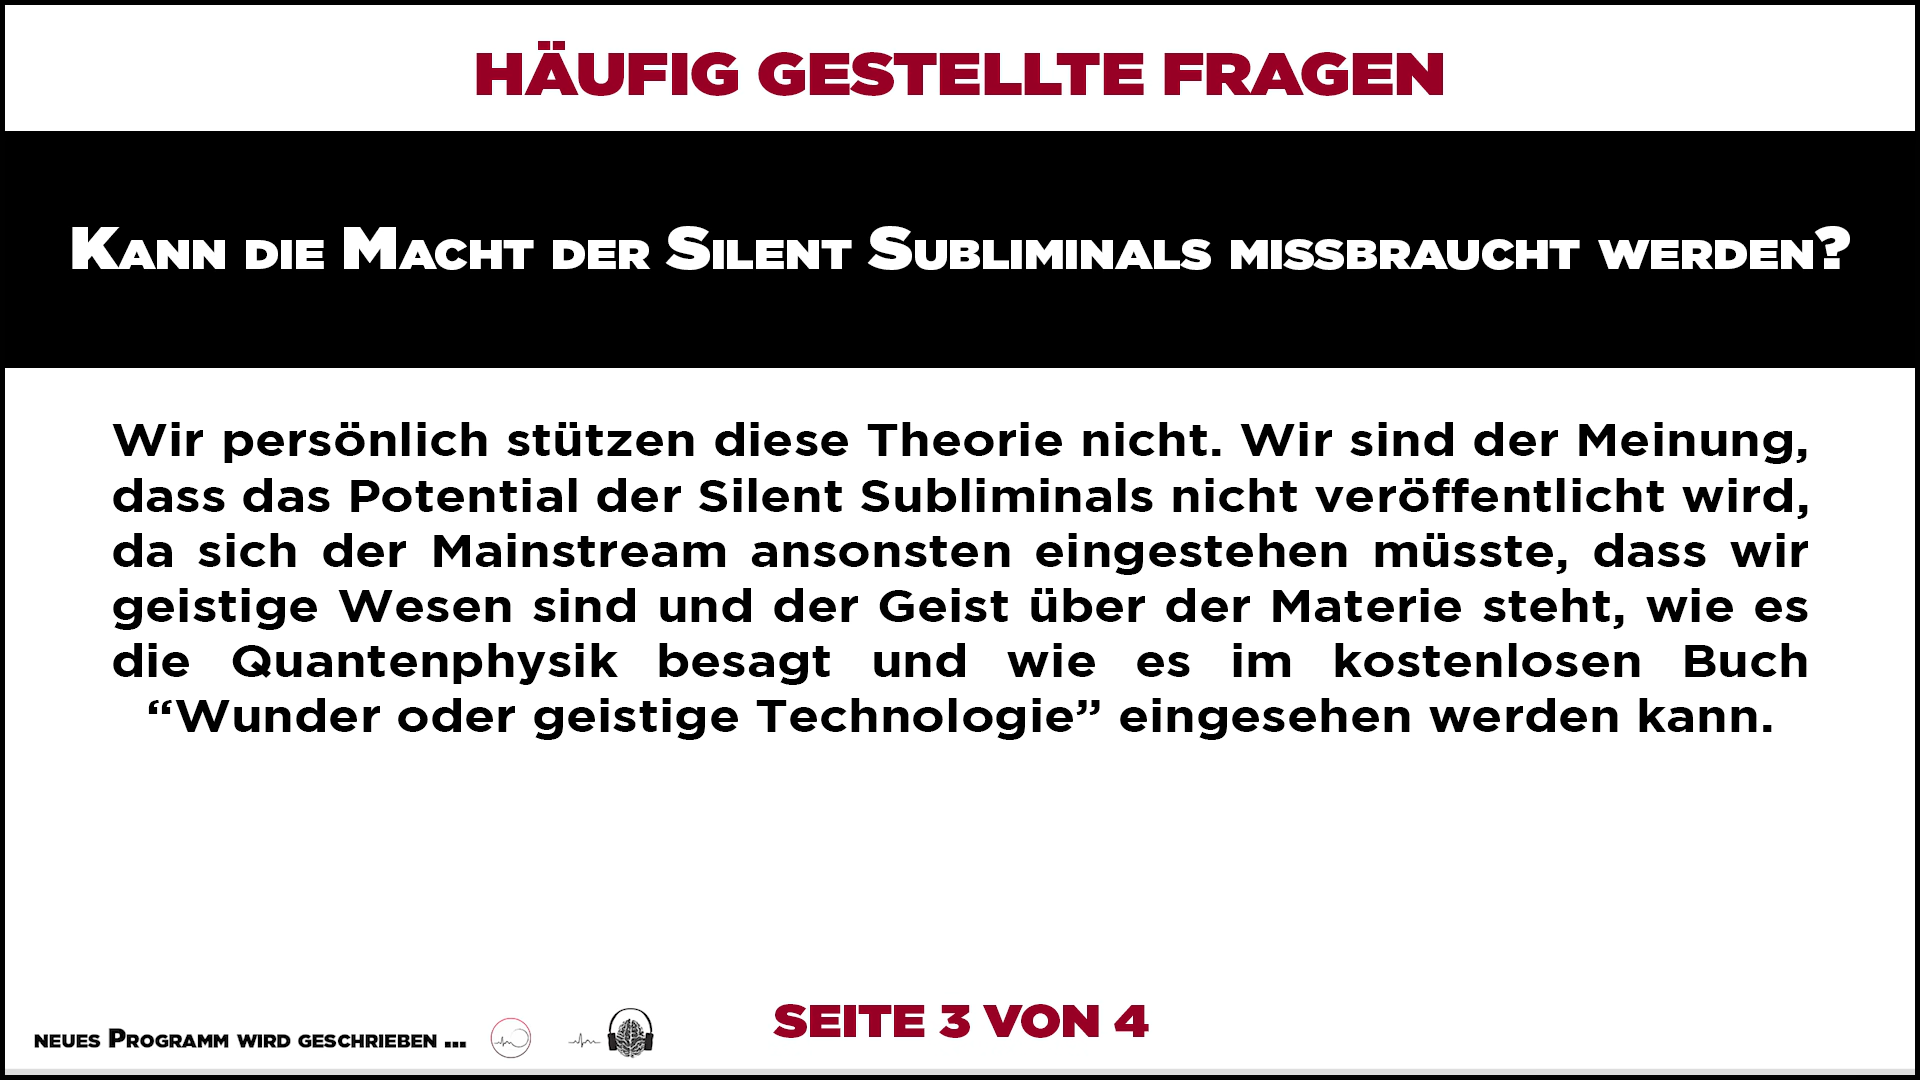 HÄUFIG GESTELLTE FRAGEN
Kann die Macht der Silent Subliminals missbraucht werden?
Wir persönlich stützen diese Theorie nicht. Wir sind der Meinung,
dass das Potential der Silent Subliminals nicht veröffentlicht wird,
da sich der Mainstream ansonsten eingestehen müsste, dass wir
geistige Wesen sind und der Geist über der Materie steht, wie es
die Quantenphysik besagt und wie es im kostenlosen Buch
“Wunder oder geistige Technologie” eingesehen werden kann.
neues Programm wird geschrieben ...
SEITE 3 VON 4